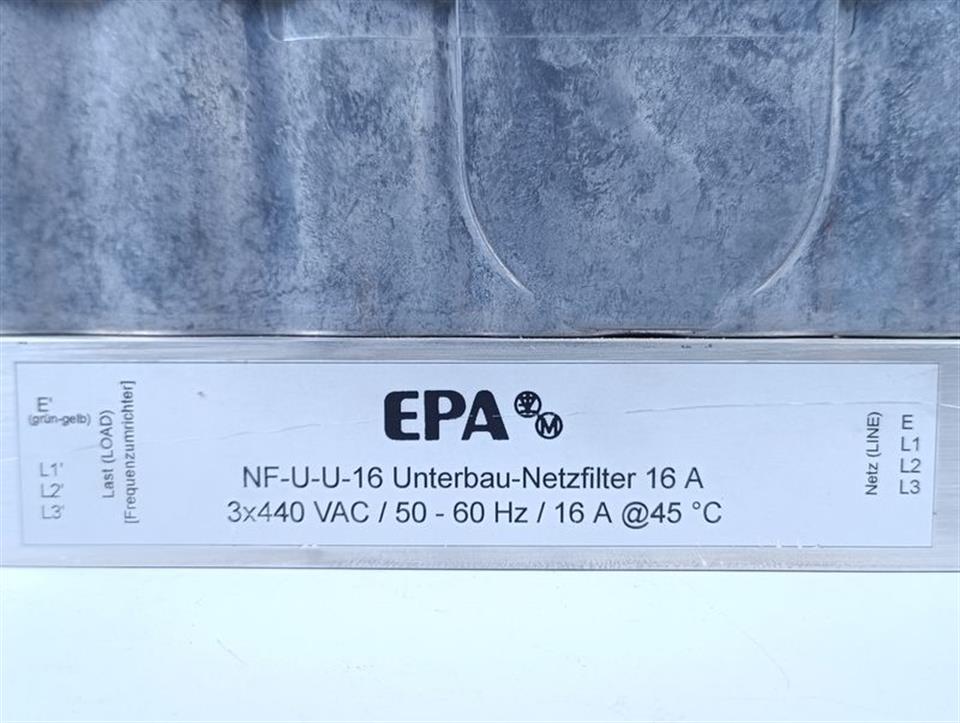 E'
(grün-gelb)
L1'
L2'
L3'
Last (LOAD)
[Frequenzumrichter]
EPA M
NF-U-U-16 Unterbau-Netzfilter 16 A
3x440 VAC / 50 - 60 Hz / 16 A @45 °C
Netz (LINE)
E
L1
L2
L3